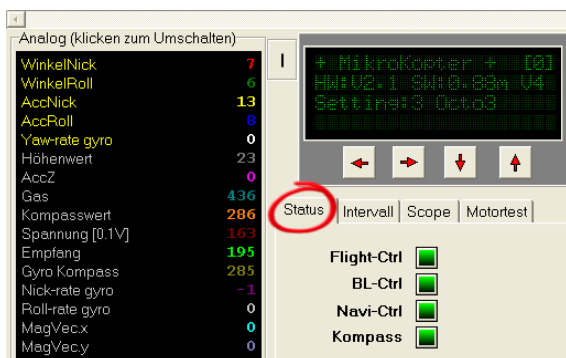 Analog (klicken zum Umschalten)
WinkelNick 7
WinkelRoll 6
AccNick 13
AccRoll 8
Yaw-rate gyro 0
Höhenwert 23
AccZ 0
Gas 436
Kompasswert 286
Spannung [0.1V] 163
Empfang 195
Gyro Kompass 285
Nick-rate gyro -1
Roll-rate gyro 0
MagVec.x 0
MagVec.y 0
I
+ MikroKopter + [0]
HW:V2.1 SW:0.88m V4
Setting:3 Octo3
Status Intervall Scope Motortest
Flight-Ctrl
BL-Ctrl
Navi-Ctrl
Kompass